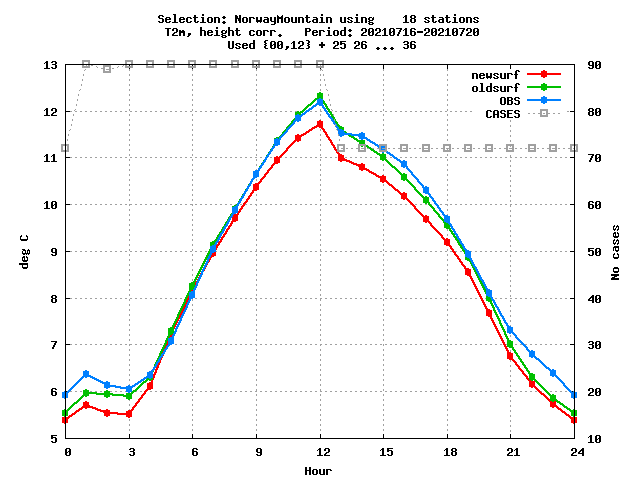 Selection: NorwayMountain using    18 stations
T2m, height corr.   Period: 20210716-20210720
Used {00,12} + 25 26 ... 36
newsurf
oldsurf
OBS
CASES
13
12
11
10
9
8
7
6
5
deg C
90
80
70
60
50
40
30
20
10
No cases
0 3 6 9 12 15 18 21 24
Hour